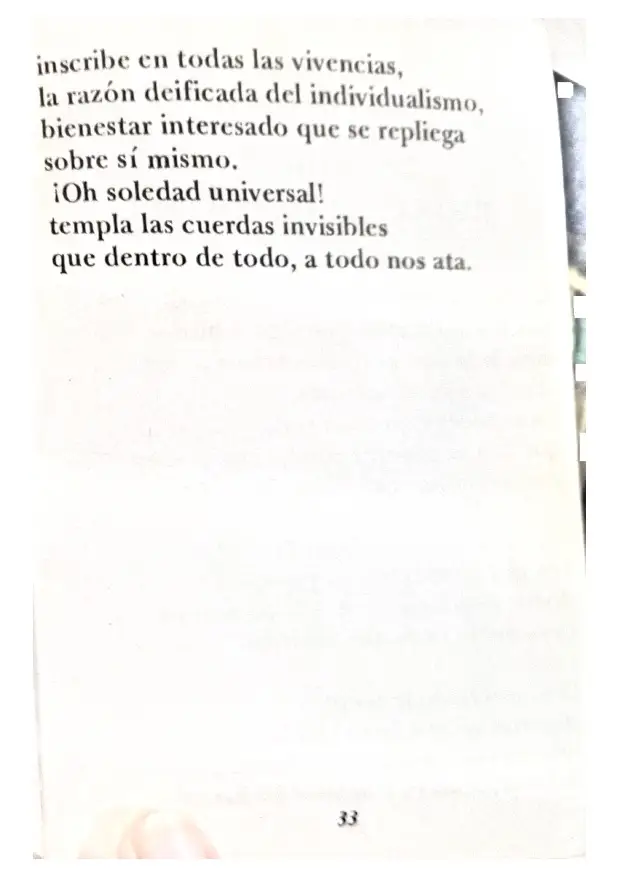 inscribe en todas las vivencias,
la razón deificada del individualismo,
bienestar interesado que se repliega
sobre sí mismo.
¡Oh soledad universal!
templa las cuerdas invisibles
que dentro de todo, a todo nos ata.
33